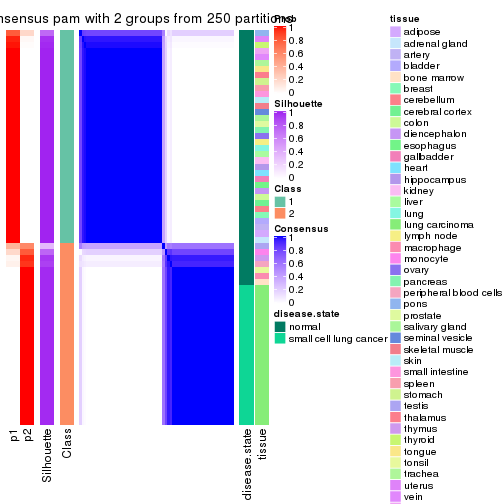 nsensus pam with 2 groups from 250 partitions
Prob
1
0.8
0.6
0.4
0.2
0
Silhouette
1
0.8
0.6
0.4
0.2
0
Class
1
2
Consensus
1
0.8
0.6
0.4
0.2
0
disease.state
normal
small cell lung cancer
tissue
adipose
adrenal gland
artery
bladder
bone marrow
breast
cerebellum
cerebral cortex
colon
diencephalon
esophagus
gallbadder
heart
hippocampus
kidney
liver
lung
lung carcinoma
lymph node
macrophage
monocyte
ovary
pancreas
peripheral blood cells
pons
prostate
salivary gland
seminal vesicle
skeletal muscle
skin
small intestine
spleen
stomach
testis
thalamus
thymus
thyroid
tongue
tonsil
trachea
uterus
vein
p1
p2
Silhouette
Class
disease.state
tissue